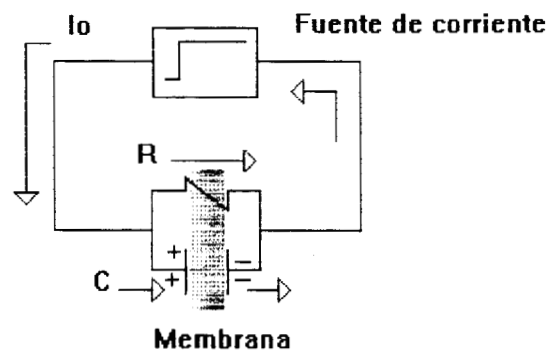 Io Fuente de corriente
R
+ −
C + −
Membrana